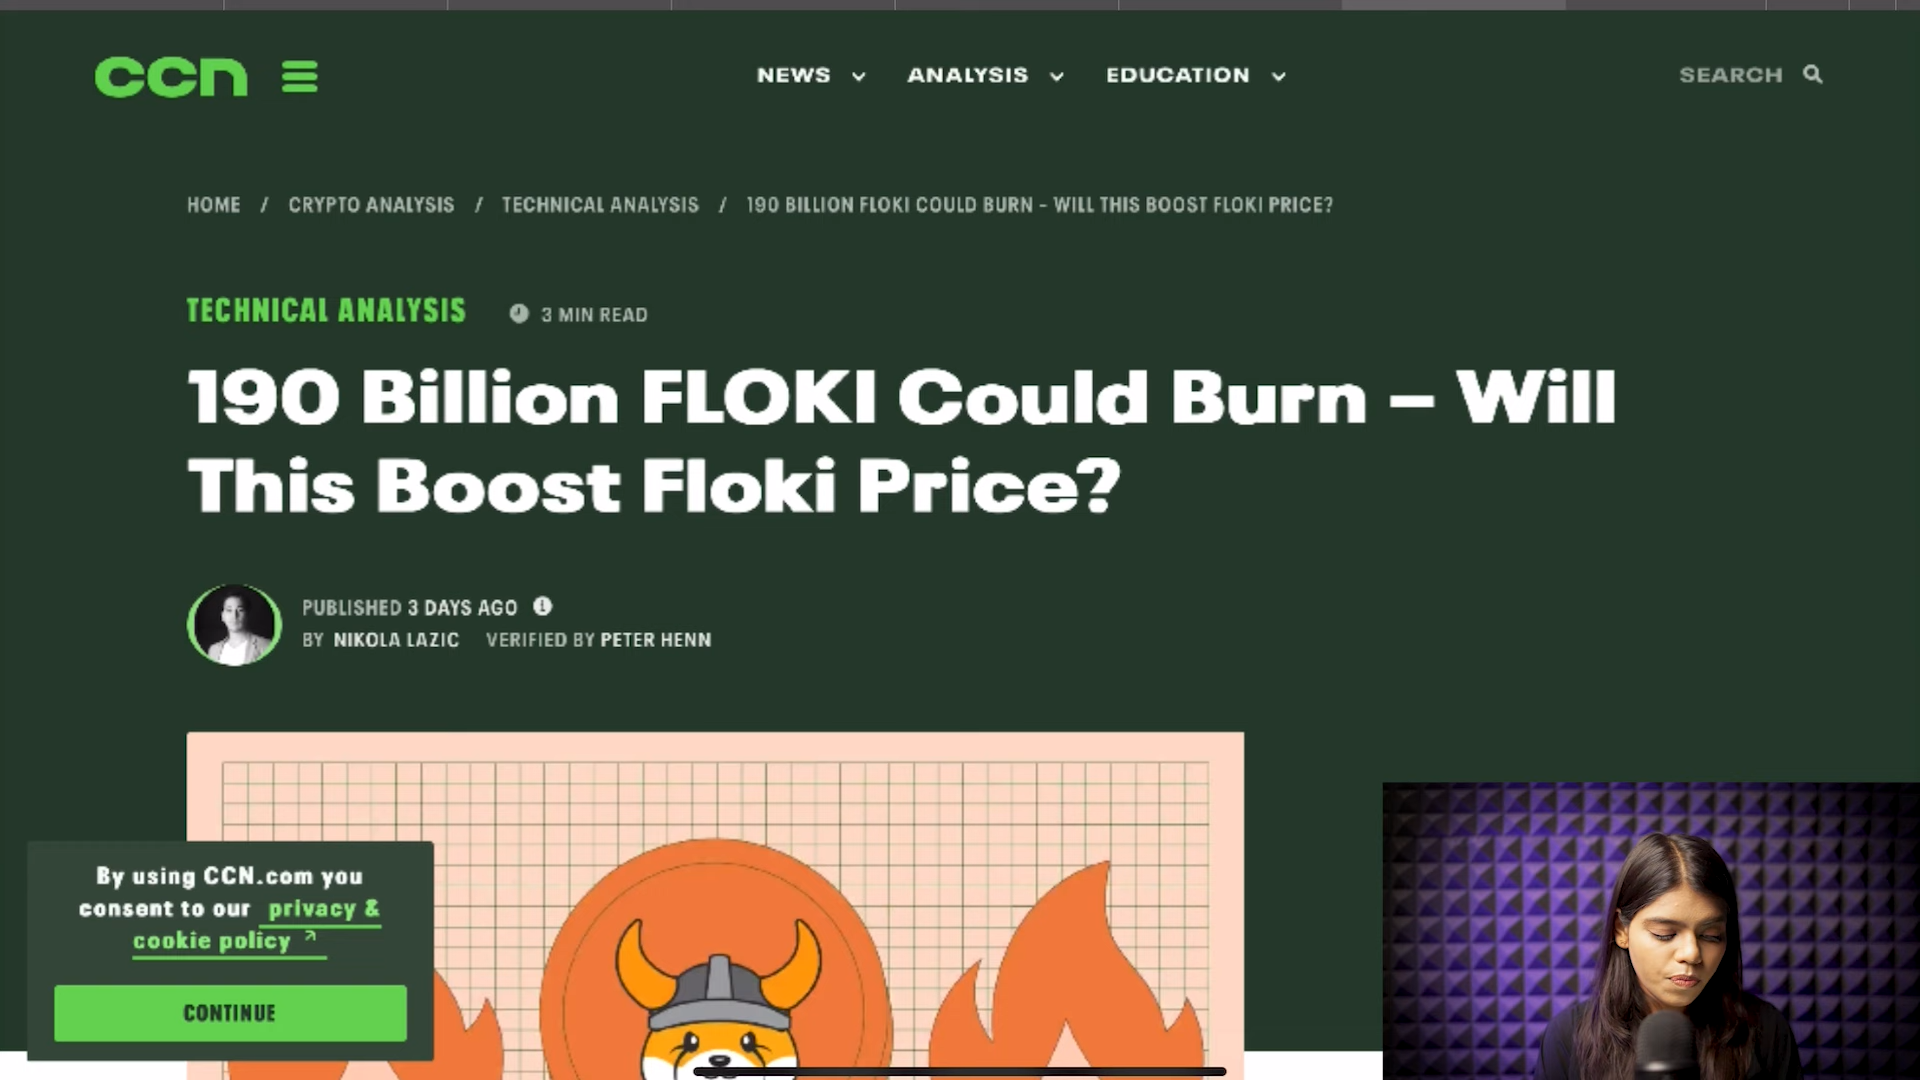 ccn
NEWS
ANALYSIS
EDUCATION
SEARCH
HOME / CRYPTO ANALYSIS / TECHNICAL ANALYSIS / 190 BILLION FLOKI COULD BURN – WILL THIS BOOST FLOKI PRICE?
TECHNICAL ANALYSIS
3 MIN READ
190 Billion FLOKI Could Burn – Will
This Boost Floki Price?
PUBLISHED 3 DAYS AGO
BY NIKOLA LAZIC VERIFIED BY PETER HENN
By using CCN.com you
consent to our privacy &
cookie policy
CONTINUE